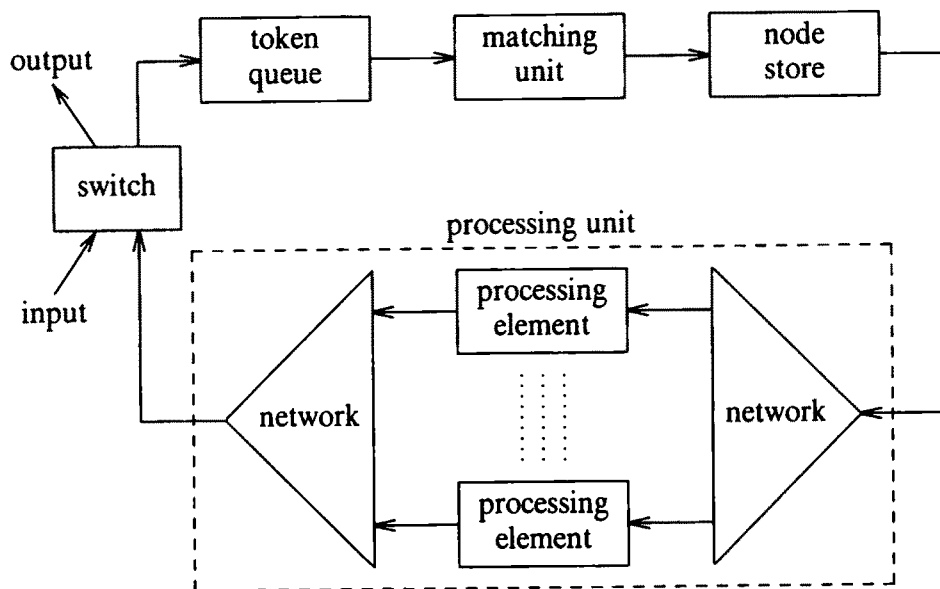 output
token
queue
matching
unit
node
store
switch
input
processing unit
network
processing
element
processing
element
network